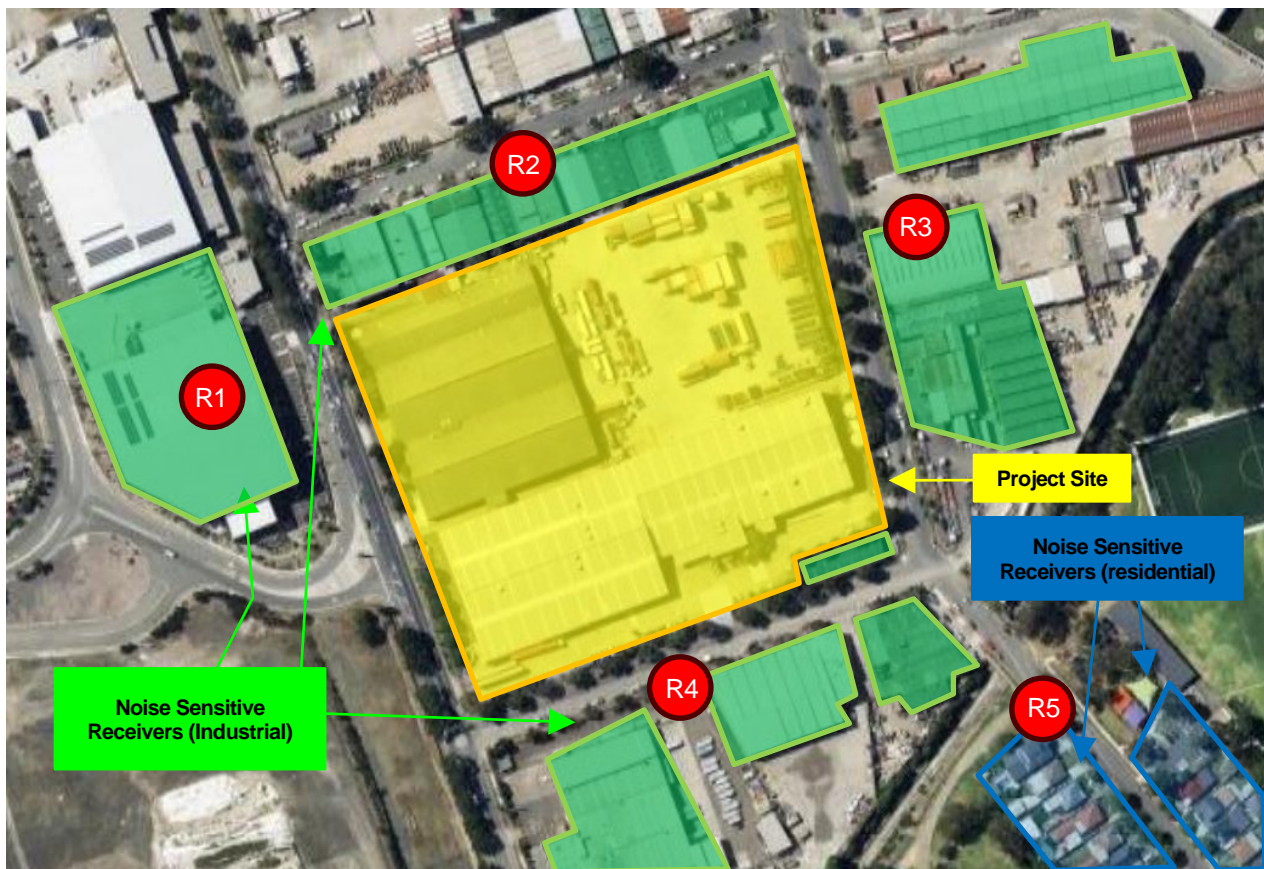 R2
R3
R1
Project Site
Noise Sensitive
Receivers (residential)
Noise Sensitive
Receivers (Industrial)
R4
R5